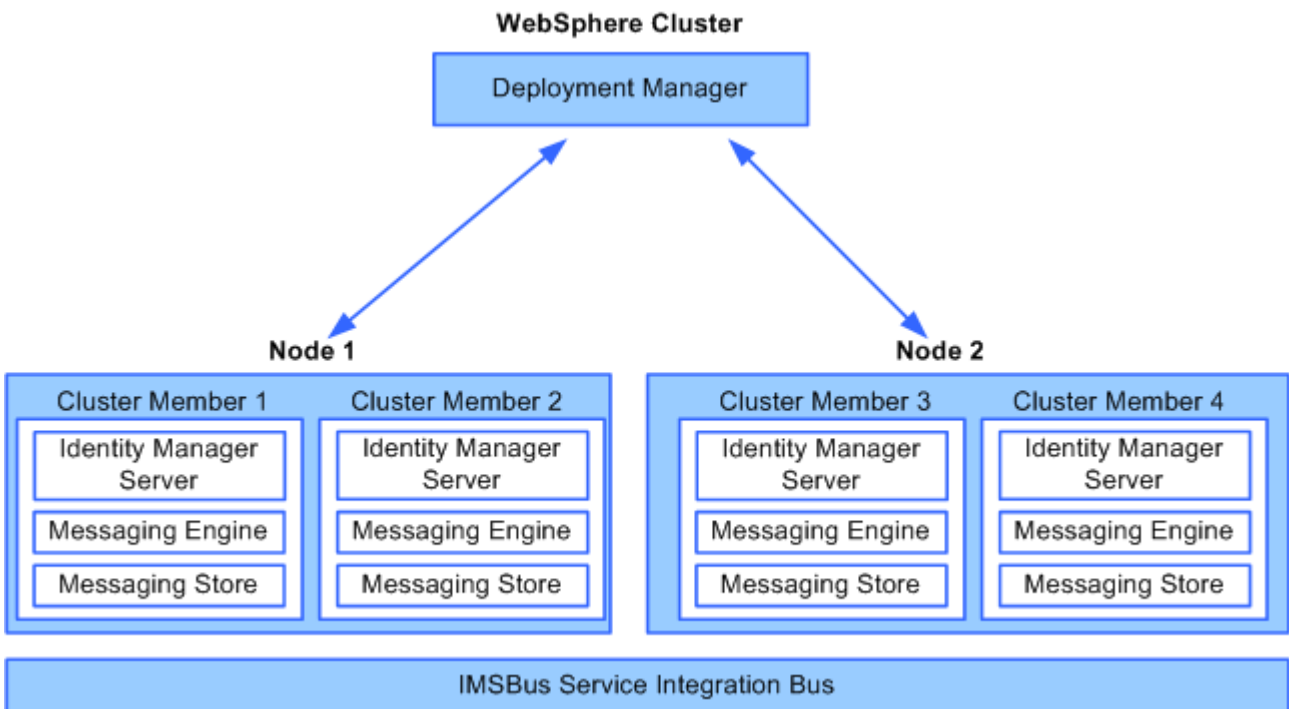 WebSphere Cluster
Deployment Manager
Node 1
Node 2
Cluster Member 1
Cluster Member 2
Cluster Member 3
Cluster Member 4
Identity Manager
Server
Identity Manager
Server
Identity Manager
Server
Identity Manager
Server
Messaging Engine
Messaging Engine
Messaging Engine
Messaging Engine
Messaging Store
Messaging Store
Messaging Store
Messaging Store
IMSBus Service Integration Bus